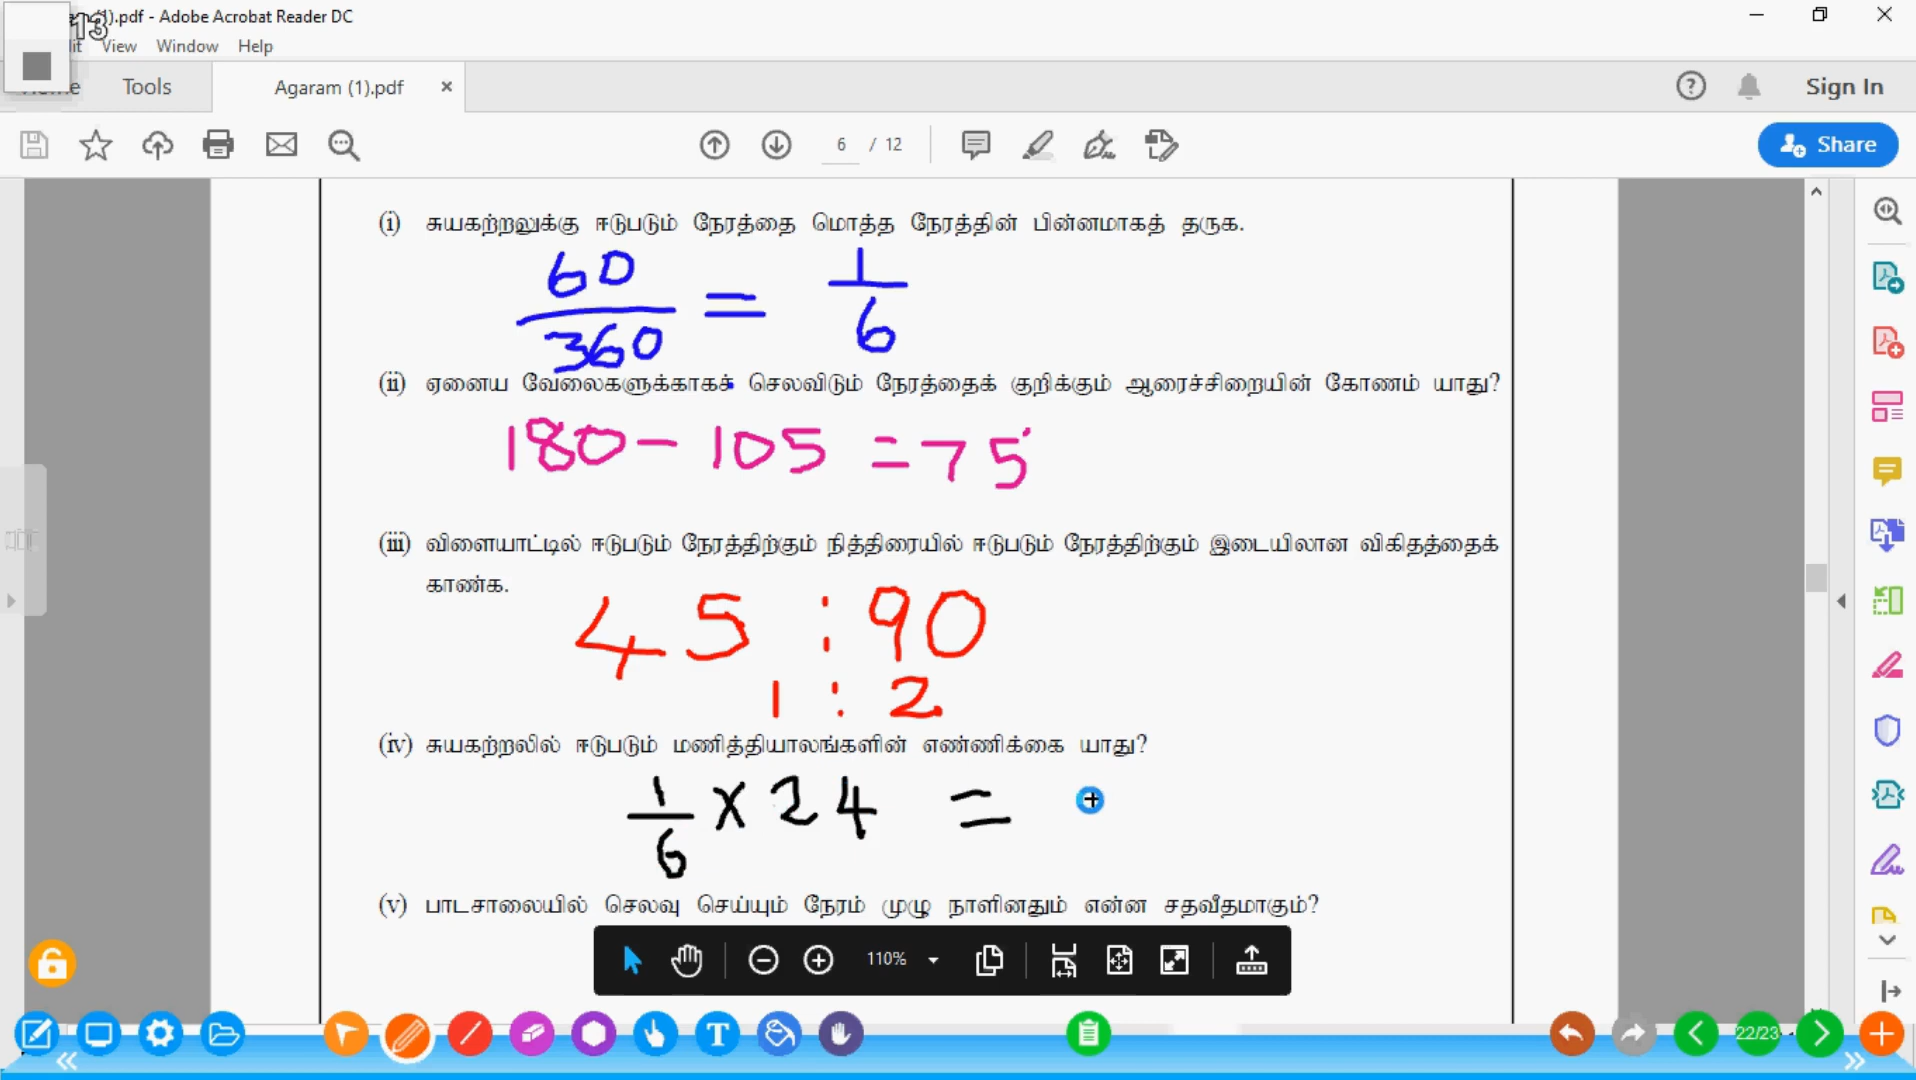 (1).pdf - Adobe Acrobat Reader DC
13
View Window Help
Tools
Agaram (1).pdf
Sign In
6 / 12
Share
(i) சுயகற்றலுக்கு ஈடுபடும் நேரத்தை மொத்த நேரத்தின் பின்னமாகத் தருக.
60/360 = 1/6
(ii) ஏனைய வேலைகளுக்காகச் செலவிடும் நேரத்தைக் குறிக்கும் ஆரைச்சிறையின் கோணம் யாது?
180 - 105 = 75
(iii) விளையாட்டில் ஈடுபடும் நேரத்திற்கும் நித்திரையில் ஈடுபடும் நேரத்திற்கும் இடையிலான விகிதத்தைக்
காண்க.
45 : 90
1 : 2
(iv) சுயகற்றலில் ஈடுபடும் மணித்தியாலங்களின் எண்ணிக்கை யாது?
1/6 × 24 =
(v) பாடசாலையில் செலவு செய்யும் நேரம் முழு நாளினதும் என்ன சதவீதமாகும்?
110%
22/23